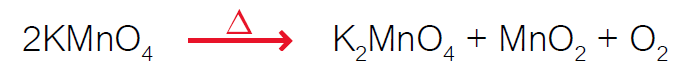 2KMnO₄ →Δ K₂MnO₄ + MnO₂ + O₂